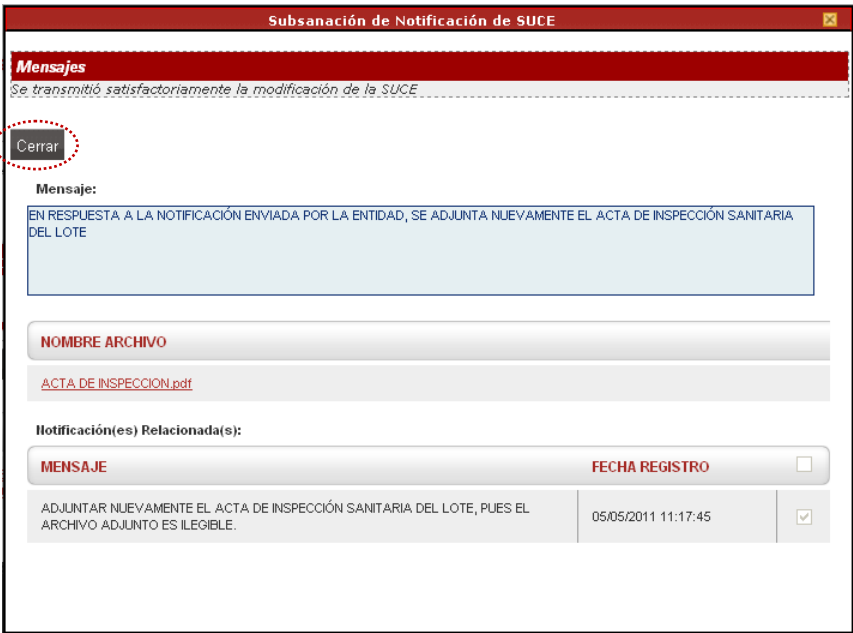 Subsanación de Notificación de SUCE
Mensajes
Se transmitió satisfactoriamente la modificación de la SUCE
Cerrar
Mensaje:
EN RESPUESTA A LA NOTIFICACIÓN ENVIADA POR LA ENTIDAD, SE ADJUNTA NUEVAMENTE EL ACTA DE INSPECCIÓN SANITARIA
DEL LOTE
NOMBRE ARCHIVO
ACTA DE INSPECCION.pdf
Notificación(es) Relacionada(s):
MENSAJE FECHA REGISTRO
ADJUNTAR NUEVAMENTE EL ACTA DE INSPECCIÓN SANITARIA DEL LOTE, PUES EL
ARCHIVO ADJUNTO ES ILEGIBLE.
05/05/2011 11:17:45